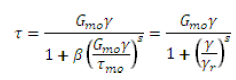 τ = G_{mo}γ / (1 + β(G_{mo}γ / τ_{mo})^s) = G_{mo}γ / (1 + (γ / γ_r)^s)